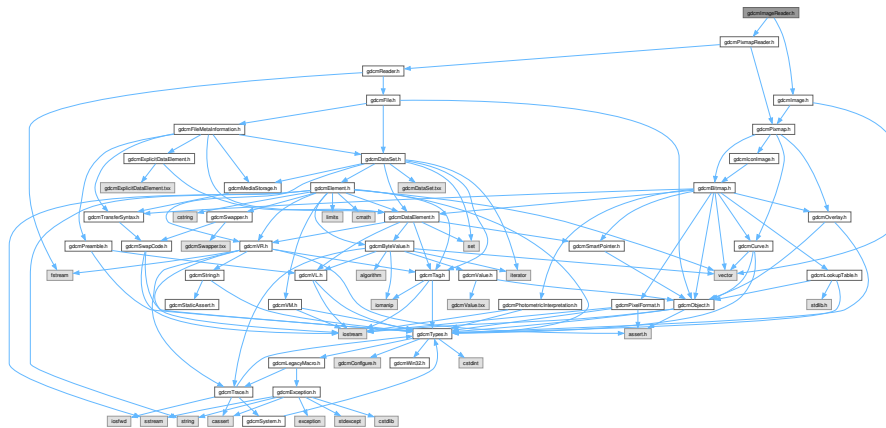 gdcmImageReader.h
gdcmPixmapReader.h
gdcmReader.h
gdcmFile.h
gdcmImage.h
gdcmFileMetaInformation.h
gdcmPixmap.h
gdcmExplicitDataElement.h
gdcmDataSet.h
gdcmIconImage.h
gdcmExplicitDataElement.txx
gdcmMediaStorage.h
gdcmElement.h
gdcmDataSet.txx
gdcmBitmap.h
gdcmTransferSyntax.h
cstring
gdcmSwapper.h
limits
cmath
gdcmDataElement.h
gdcmOverlay.h
gdcmPreamble.h
gdcmSwapCode.h
gdcmSwapper.txx
gdcmVR.h
gdcmByteValue.h
set
gdcmSmartPointer.h
gdcmCurve.h
fstream
gdcmString.h
gdcmVL.h
algorithm
gdcmTag.h
gdcmValue.h
iterator
vector
gdcmLookupTable.h
gdcmStaticAssert.h
gdcmVM.h
iomanip
gdcmValue.txx
gdcmPhotometricInterpretation.h
gdcmPixelFormat.h
gdcmObject.h
stdlib.h
iostream
gdcmTypes.h
assert.h
gdcmLegacyMacro.h
gdcmConfigure.h
gdcmWin32.h
cstdint
gdcmTrace.h
gdcmException.h
iosfwd
sstream
string
cassert
gdcmSystem.h
exception
stdexcept
cstdlib